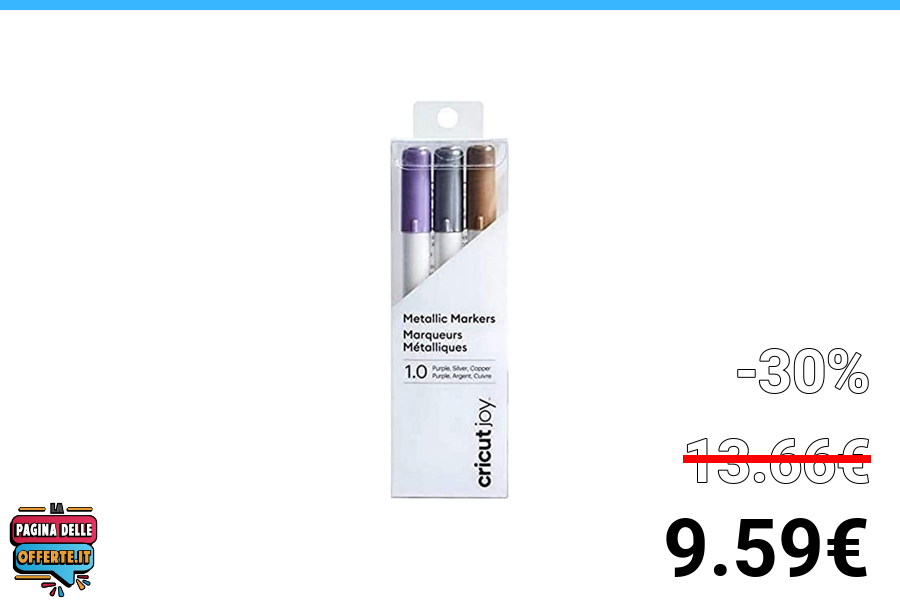 Metallic Markers
Marqueurs
Métalliques
1.0
Purple, Silver, Copper
Purple, Argent, Cuivre
cricut joy
-30%
13.66€
9.59€
LA
PAGINA DELLE
OFFERTE.IT